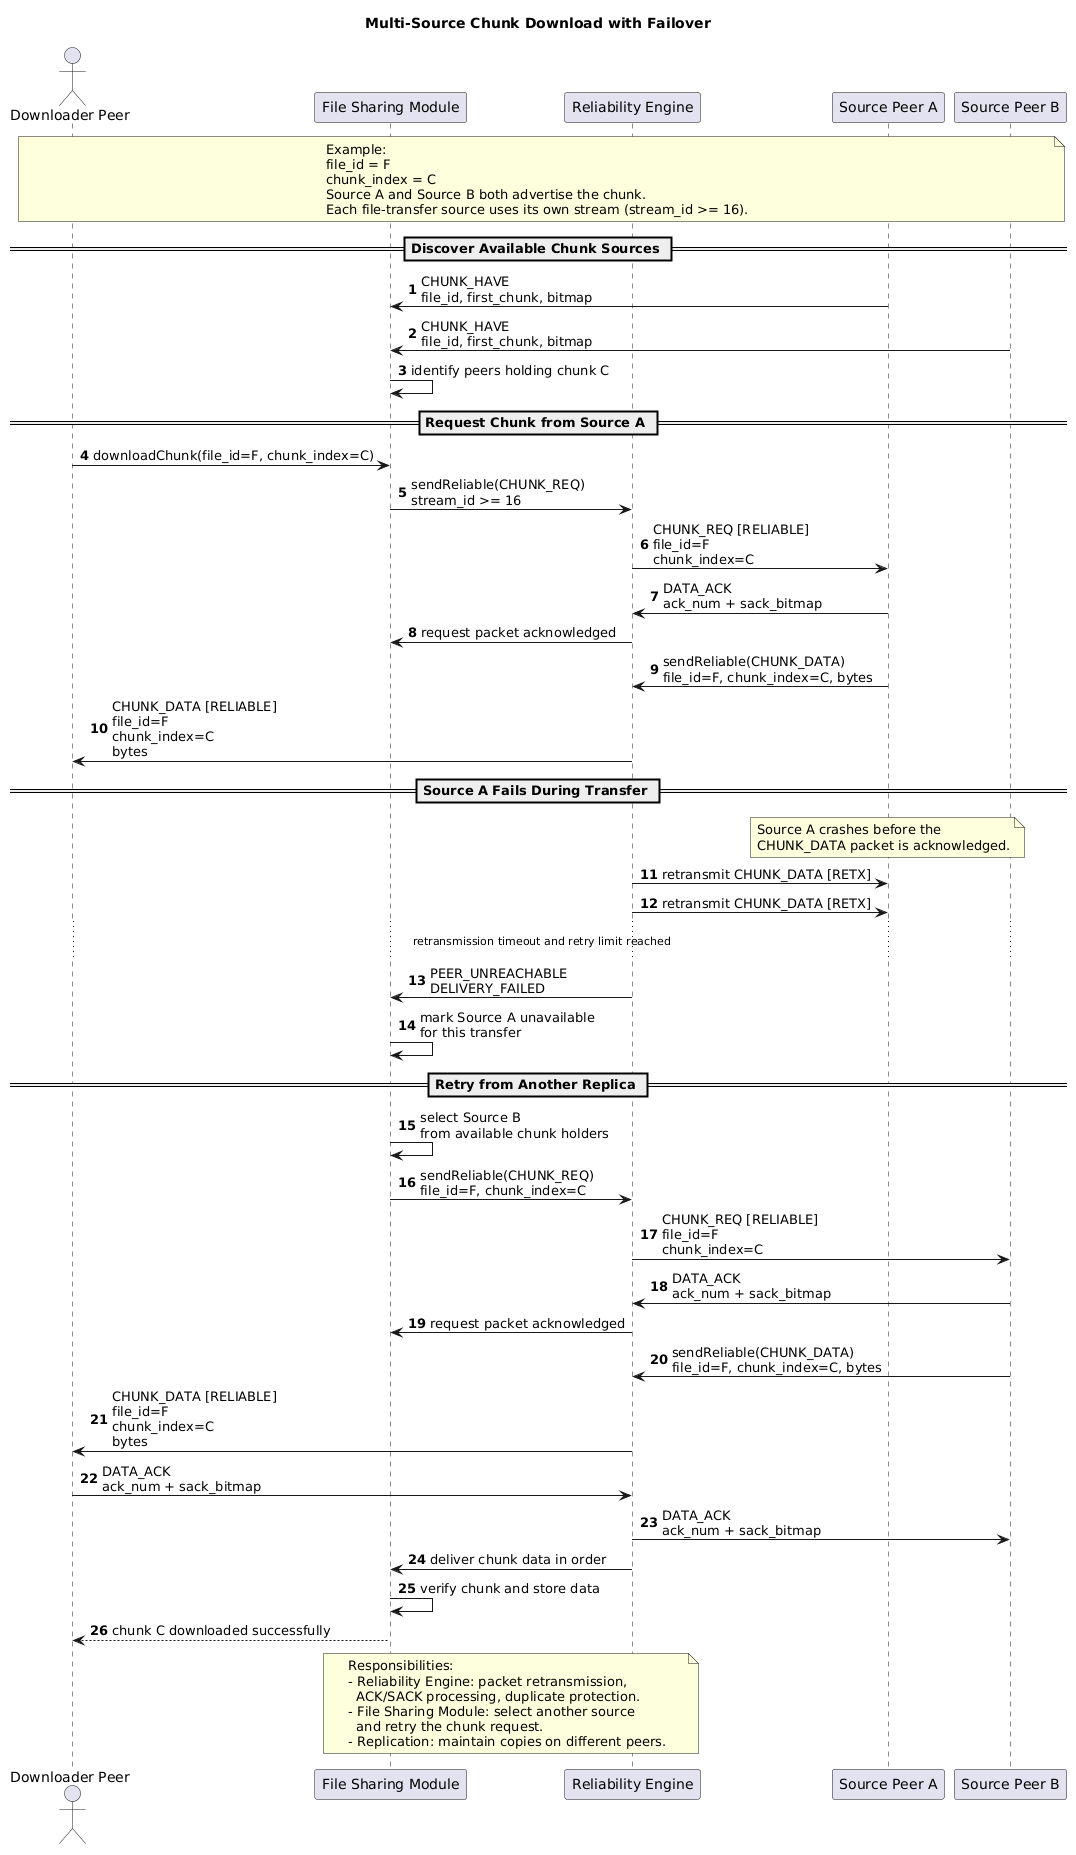 Multi-Source Chunk Download with Failover
Downloader Peer
File Sharing Module
Reliability Engine
Source Peer A
Source Peer B
Example:
file_id = F
chunk_index = C
Source A and Source B both advertise the chunk.
Each file-transfer source uses its own stream (stream_id >= 16).
Discover Available Chunk Sources
1 CHUNK_HAVE
file_id, first_chunk, bitmap
2 CHUNK_HAVE
file_id, first_chunk, bitmap
3 identify peers holding chunk C
Request Chunk from Source A
4 downloadChunk(file_id=F, chunk_index=C)
5 sendReliable(CHUNK_REQ)
stream_id >= 16
6 CHUNK_REQ [RELIABLE]
file_id=F
chunk_index=C
7 DATA_ACK
ack_num + sack_bitmap
8 request packet acknowledged
9 sendReliable(CHUNK_DATA)
file_id=F, chunk_index=C, bytes
10 CHUNK_DATA [RELIABLE]
file_id=F
chunk_index=C
bytes
Source A Fails During Transfer
Source A crashes before the
CHUNK_DATA packet is acknowledged.
11 retransmit CHUNK_DATA [RETX]
12 retransmit CHUNK_DATA [RETX]
retransmission timeout and retry limit reached
13 PEER_UNREACHABLE
DELIVERY_FAILED
14 mark Source A unavailable
for this transfer
Retry from Another Replica
15 select Source B
from available chunk holders
16 sendReliable(CHUNK_REQ)
file_id=F, chunk_index=C
17 CHUNK_REQ [RELIABLE]
file_id=F
chunk_index=C
18 DATA_ACK
ack_num + sack_bitmap
19 request packet acknowledged
20 sendReliable(CHUNK_DATA)
file_id=F, chunk_index=C, bytes
21 CHUNK_DATA [RELIABLE]
file_id=F
chunk_index=C
bytes
22 DATA_ACK
ack_num + sack_bitmap
23 DATA_ACK
ack_num + sack_bitmap
24 deliver chunk data in order
25 verify chunk and store data
26 chunk C downloaded successfully
Responsibilities:
- Reliability Engine: packet retransmission,
ACK/SACK processing, duplicate protection.
- File Sharing Module: select another source
and retry the chunk request.
- Replication: maintain copies on different peers.
Downloader Peer
File Sharing Module
Reliability Engine
Source Peer A
Source Peer B